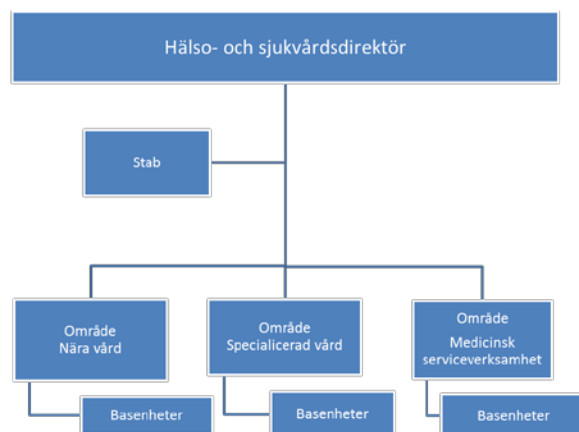 Hälso- och sjukvårdsdirektör
Stab
Område
Nära vård
Område
Specialicerad vård
Område
Medicinsk
serviceverksamhet
Basenheter
Basenheter
Basenheter